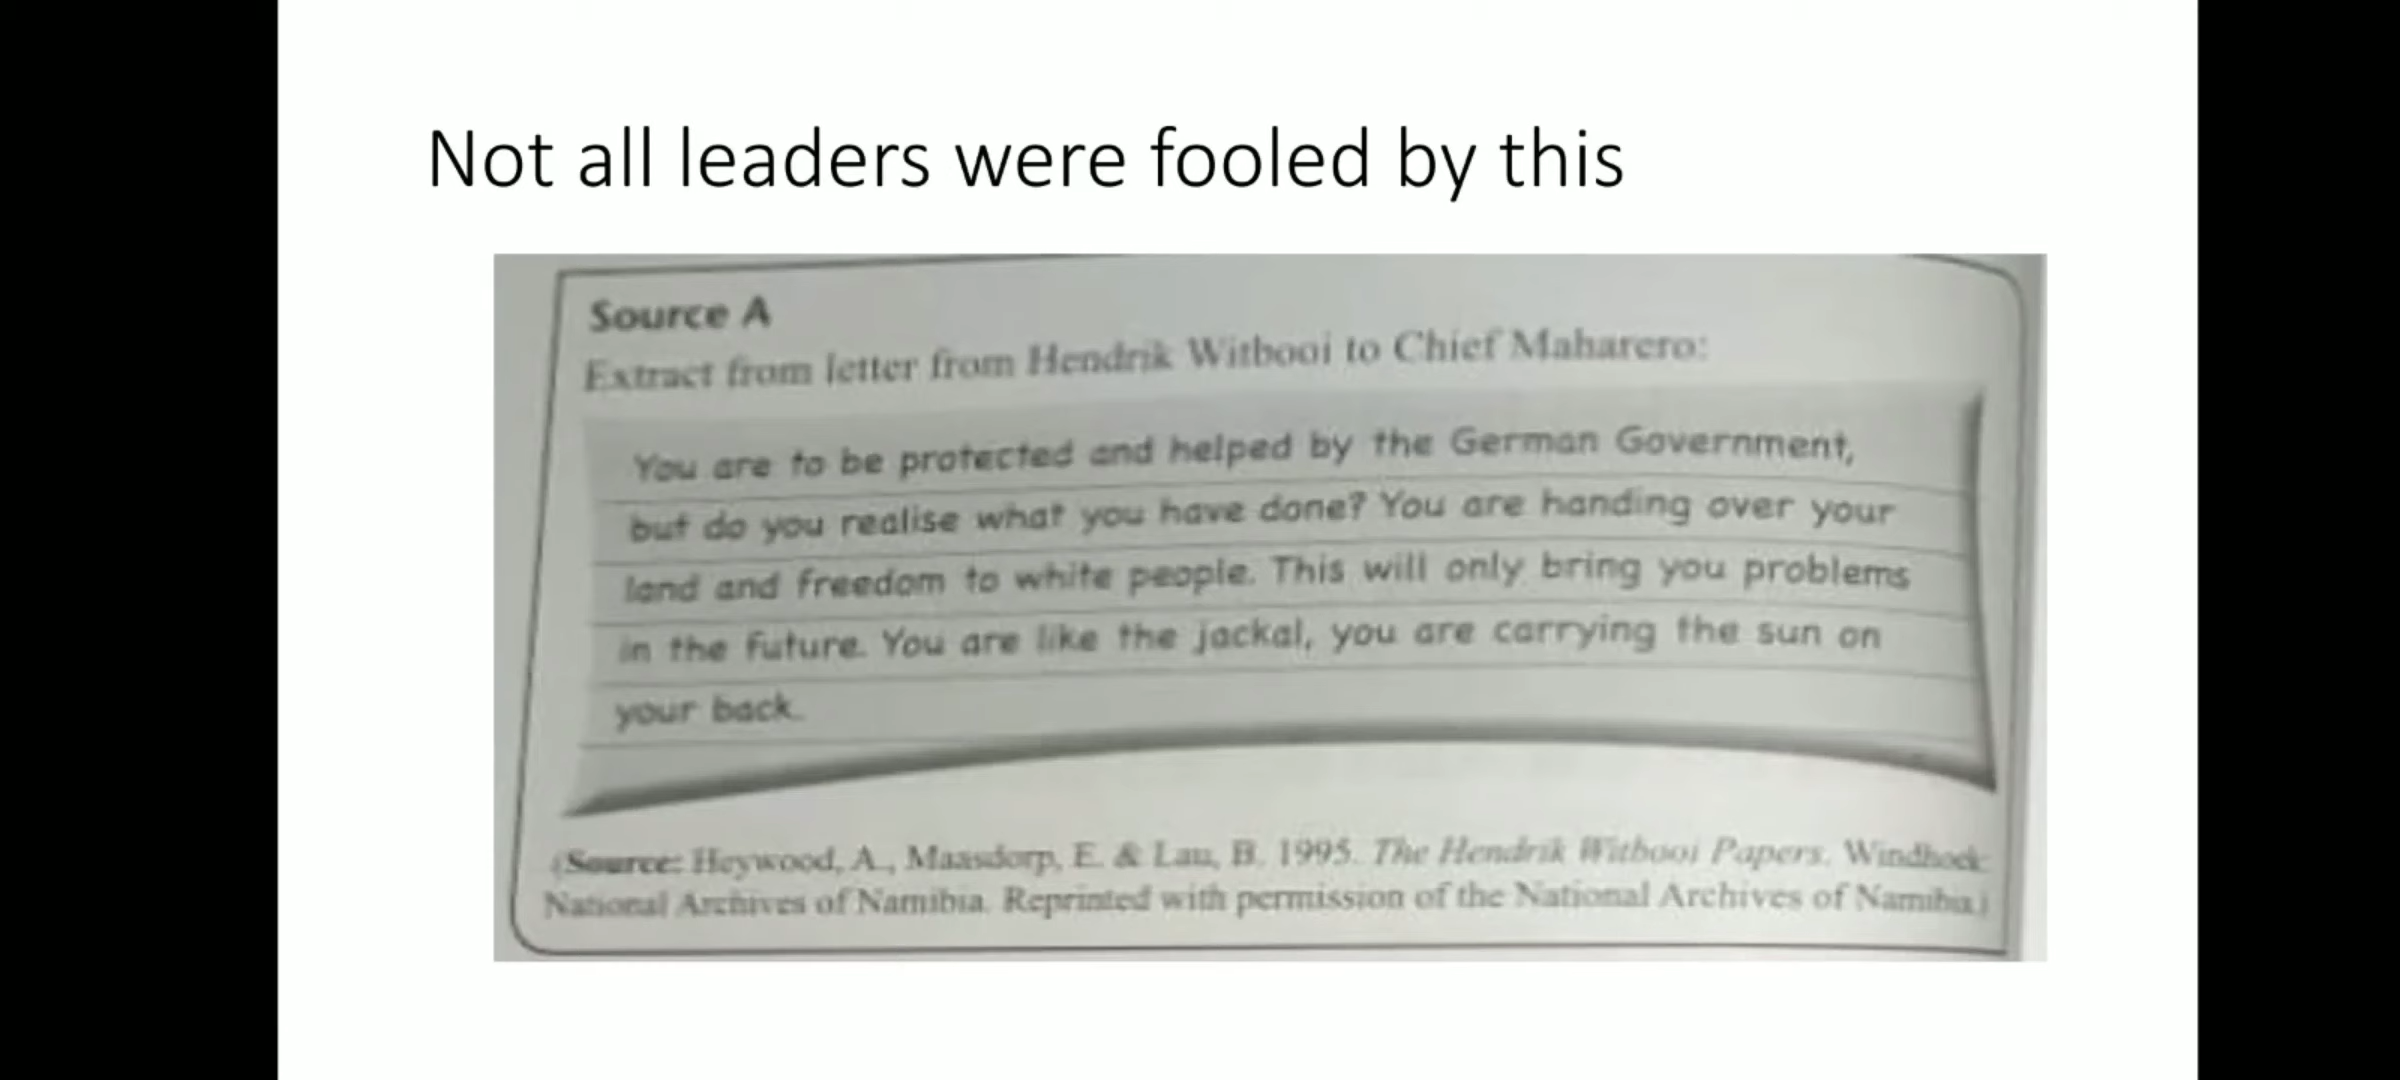 Not all leaders were fooled by this
Source A
Extract from letter from Hendrik Witbooi to Chief Maharero:
You are to be protected and helped by the German Government,
but do you realise what you have done? You are handing over your
land and freedom to white people. This will only bring you problems
in the future. You are like the jackal, you are carrying the sun on
your back.
(Source: Heywood, A., Maasdorp, E. & Lau, B. 1995. The Hendrik Witbooi Papers. Windhoek:
National Archives of Namibia. Reprinted with permission of the National Archives of Namibia.)